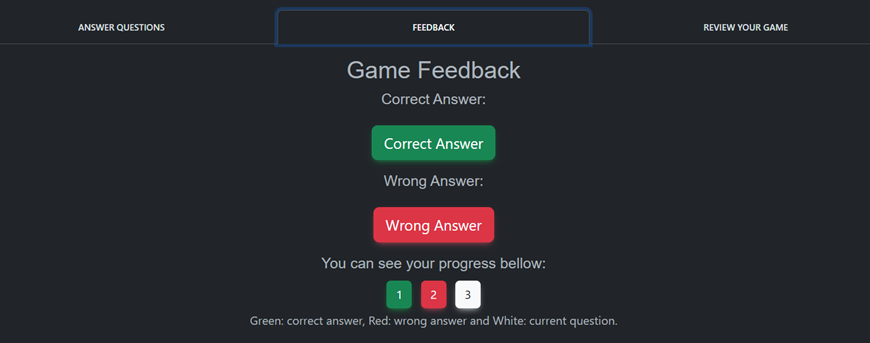 ANSWER QUESTIONS FEEDBACK REVIEW YOUR GAME
Game Feedback
Correct Answer:
Correct Answer
Wrong Answer:
Wrong Answer
You can see your progress bellow:
1 2 3
Green: correct answer, Red: wrong answer and White: current question.